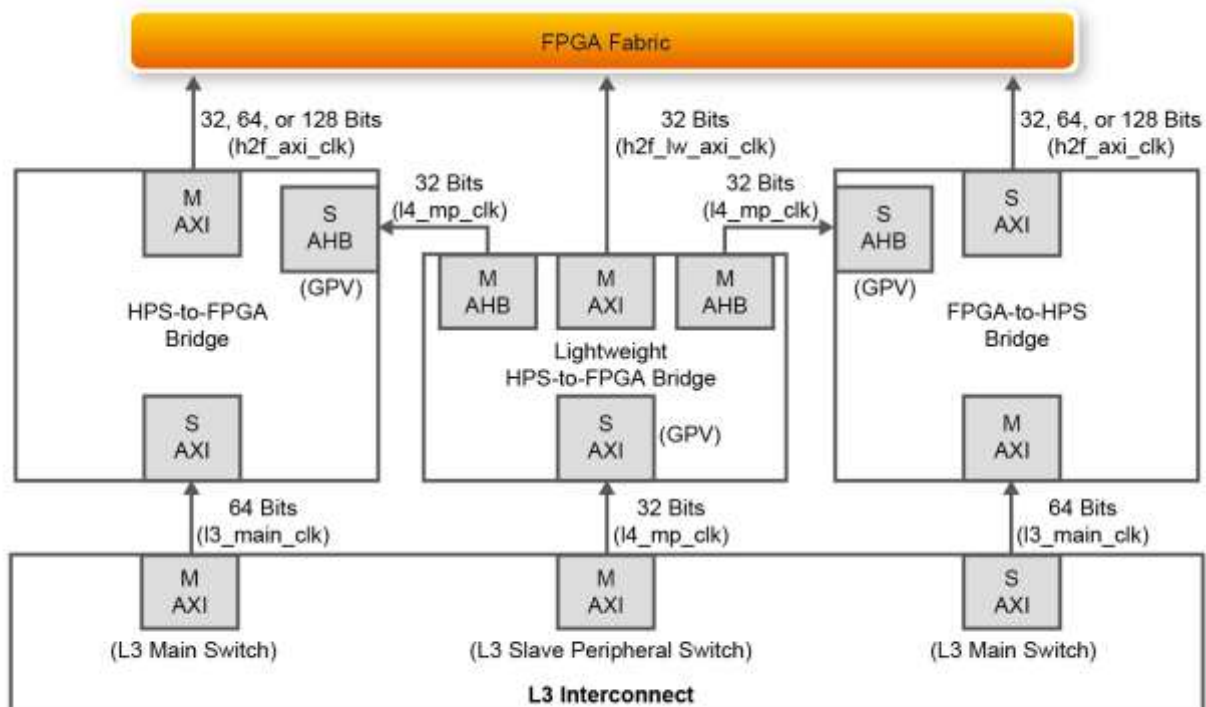 FPGA Fabric
32, 64, or 128 Bits
(h2f_axi_clk)
32 Bits
(h2f_lw_axi_clk)
32, 64, or 128 Bits
(h2f_axi_clk)
M
AXI
S
AHB
(GPV)
32 Bits
(l4_mp_clk)
32 Bits
(l4_mp_clk)
S
AHB
(GPV)
S
AXI
HPS-to-FPGA
Bridge
M
AHB
M
AXI
M
AHB
Lightweight
HPS-to-FPGA Bridge
FPGA-to-HPS
Bridge
S
AXI
S
AXI
(GPV)
M
AXI
64 Bits
(l3_main_clk)
32 Bits
(l4_mp_clk)
64 Bits
(l3_main_clk)
M
AXI
M
AXI
S
AXI
(L3 Main Switch)
(L3 Slave Peripheral Switch)
(L3 Main Switch)
L3 Interconnect